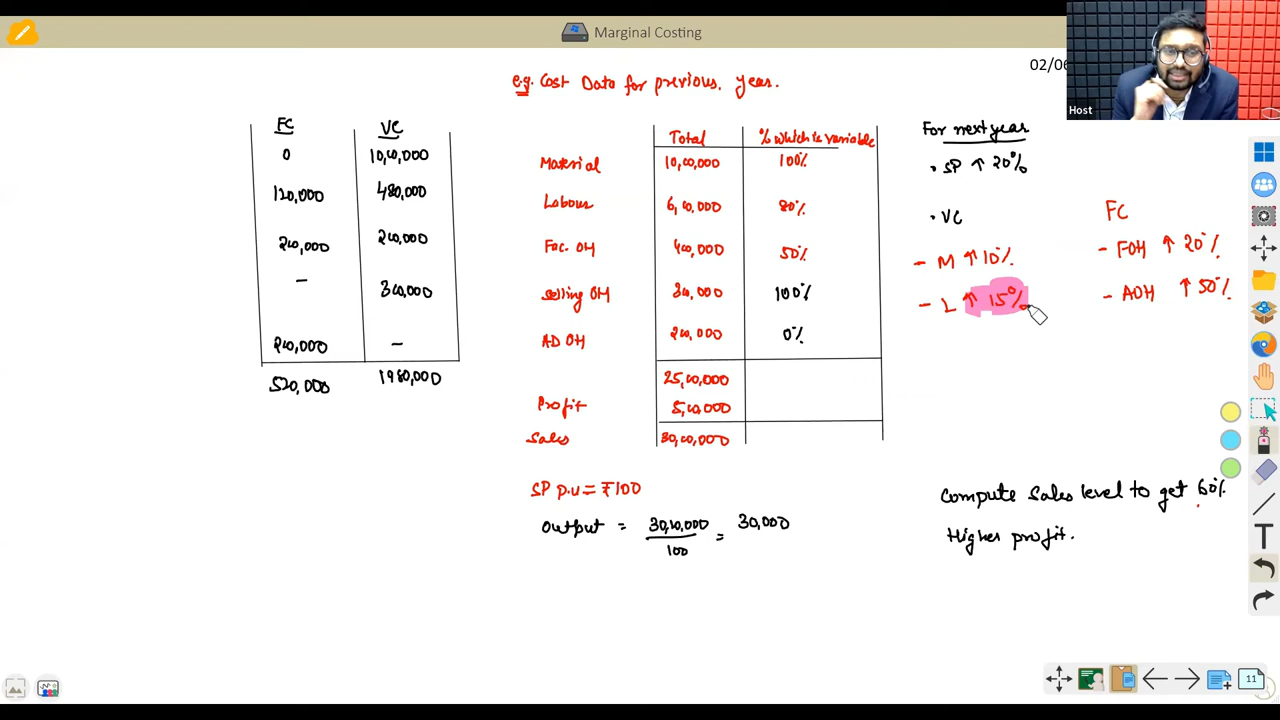 Marginal Costing
02/06
Host
e.g. Cost Data for previous year.
FC VC
0 10,00,000
120,000 480,000
200,000 200,000
- 300,000
200,000 -
520,000 1980,000
Total % which is variable
Material 10,00,000 100%
Labour 6,00,000 80%
Fac. OH 400,000 50%
Selling OH 300,000 100%
AD OH 200,000 0%
25,00,000
Profit 5,00,000
Sales 30,00,000
SP p.u = ₹100
Output = 30,00,000 / 100 = 30,000
For next year
• SP ↑ 20%
• VC
- M ↑ 10%
- L ↑ 15%
FC
- FOH ↑ 20%
- AOH ↑ 50%
Compute Sales level to get 60%
Higher profit.
T
11